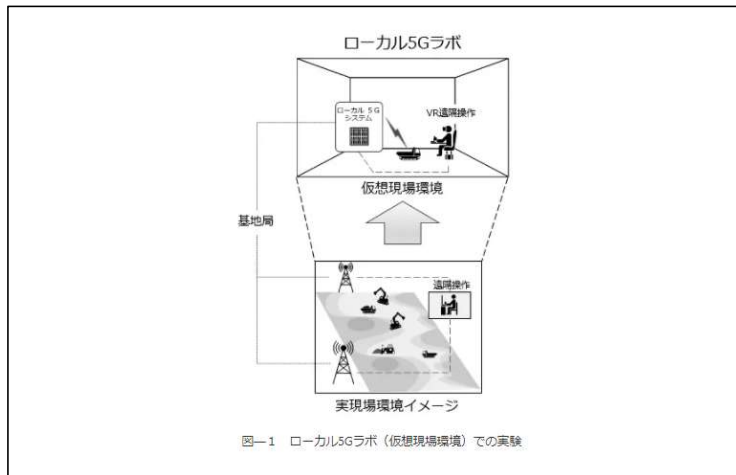 ローカル5Gラボ
ローカル 5G
システム
VR遠隔操作
仮想現場環境
基地局
遠隔操作
実現場環境イメージ
図―1 ローカル5Gラボ（仮想現場環境）での実験